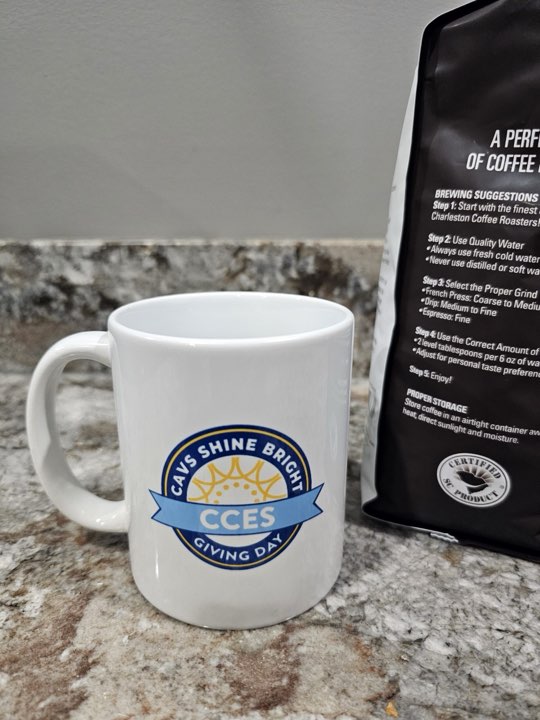 CAVS SHINE BRIGHT
CCES
GIVING DAY
A PERF
OF COFFEE
BREWING SUGGESTIONS
Step 1: Start with the finest
Charleston Coffee Roasters!
Step 2: Use Quality Water
•Always use fresh cold water
•Never use distilled or soft wa
Step 3: Select the Proper Grind
•French Press: Coarse to Mediu
•Drip: Medium to Fine
•Espresso: Fine
Step 4: Use the Correct Amount of
•2 level tablespoons per 6 oz of wa
•Adjust for personal taste preferen
Step 5: Enjoy!
PROPER STORAGE
Store coffee in an airtight container aw
heat, direct sunlight and moisture.
CERTIFIED
SC PRODUCT